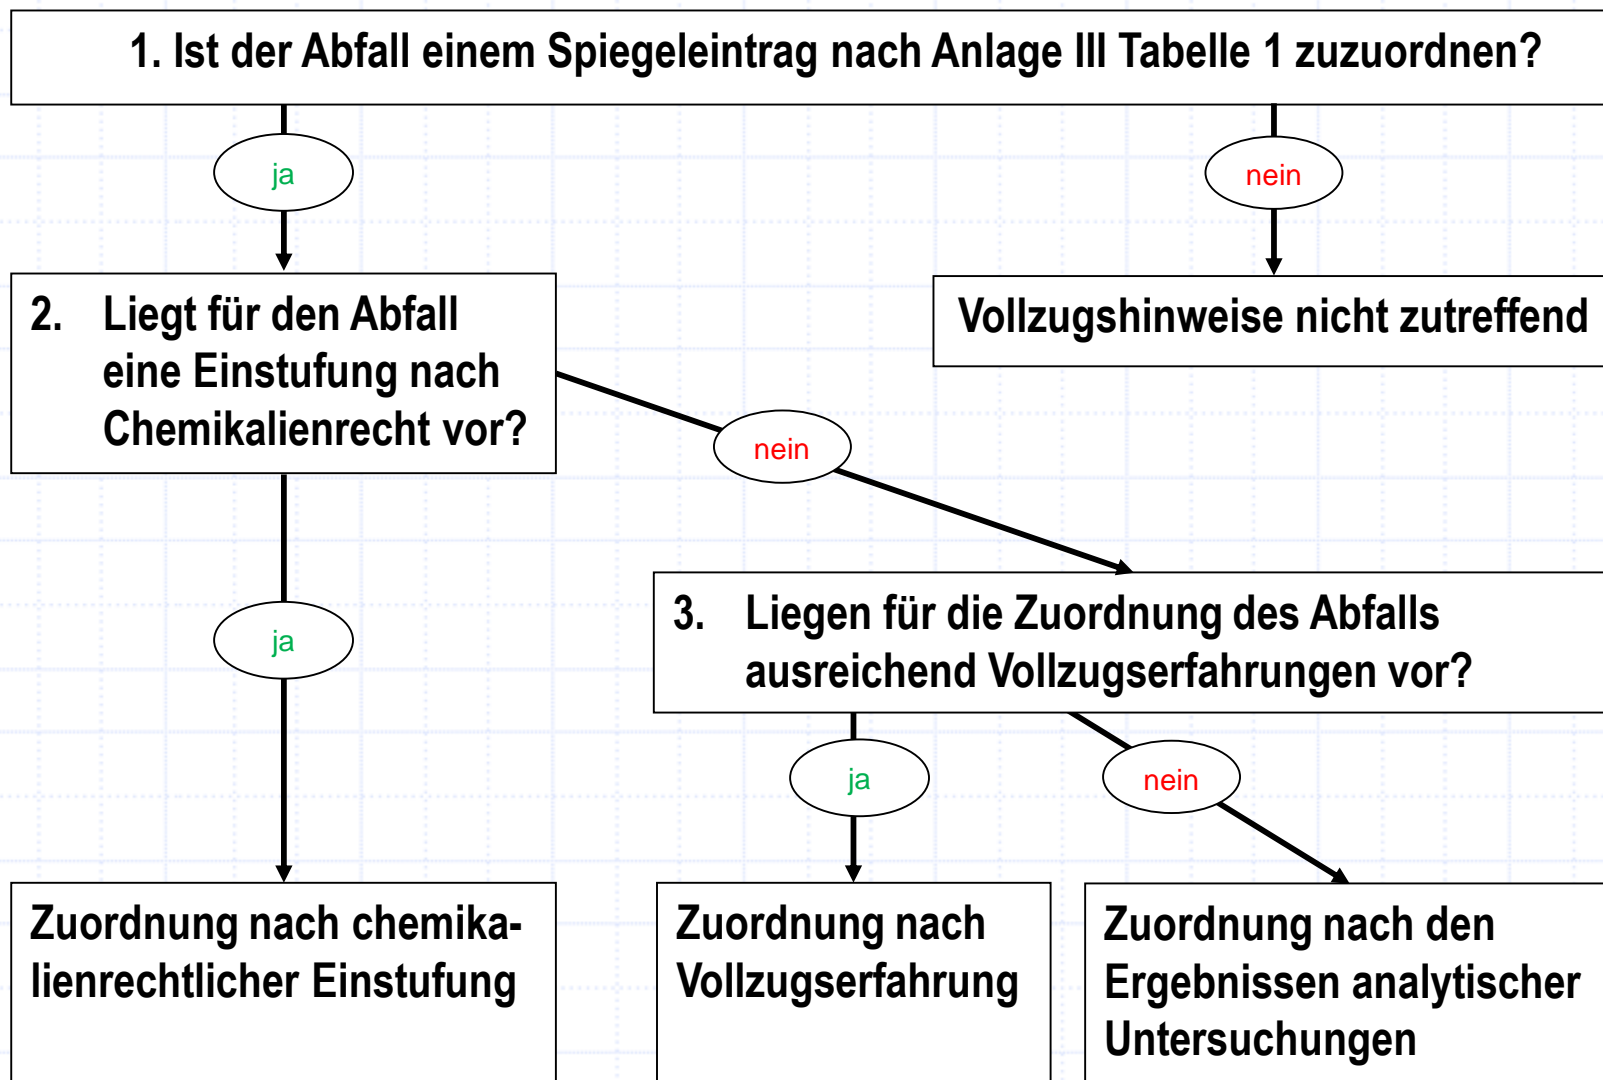 1. Ist der Abfall einem Spiegeleintrag nach Anlage III Tabelle 1 zuzuordnen?
ja
nein
2. Liegt für den Abfall
eine Einstufung nach
Chemikalienrecht vor?
Vollzugshinweise nicht zutreffend
nein
ja
3. Liegen für die Zuordnung des Abfalls
ausreichend Vollzugserfahrungen vor?
ja
nein
Zuordnung nach chemika-
lienrechtlicher Einstufung
Zuordnung nach
Vollzugserfahrung
Zuordnung nach den
Ergebnissen analytischer
Untersuchungen